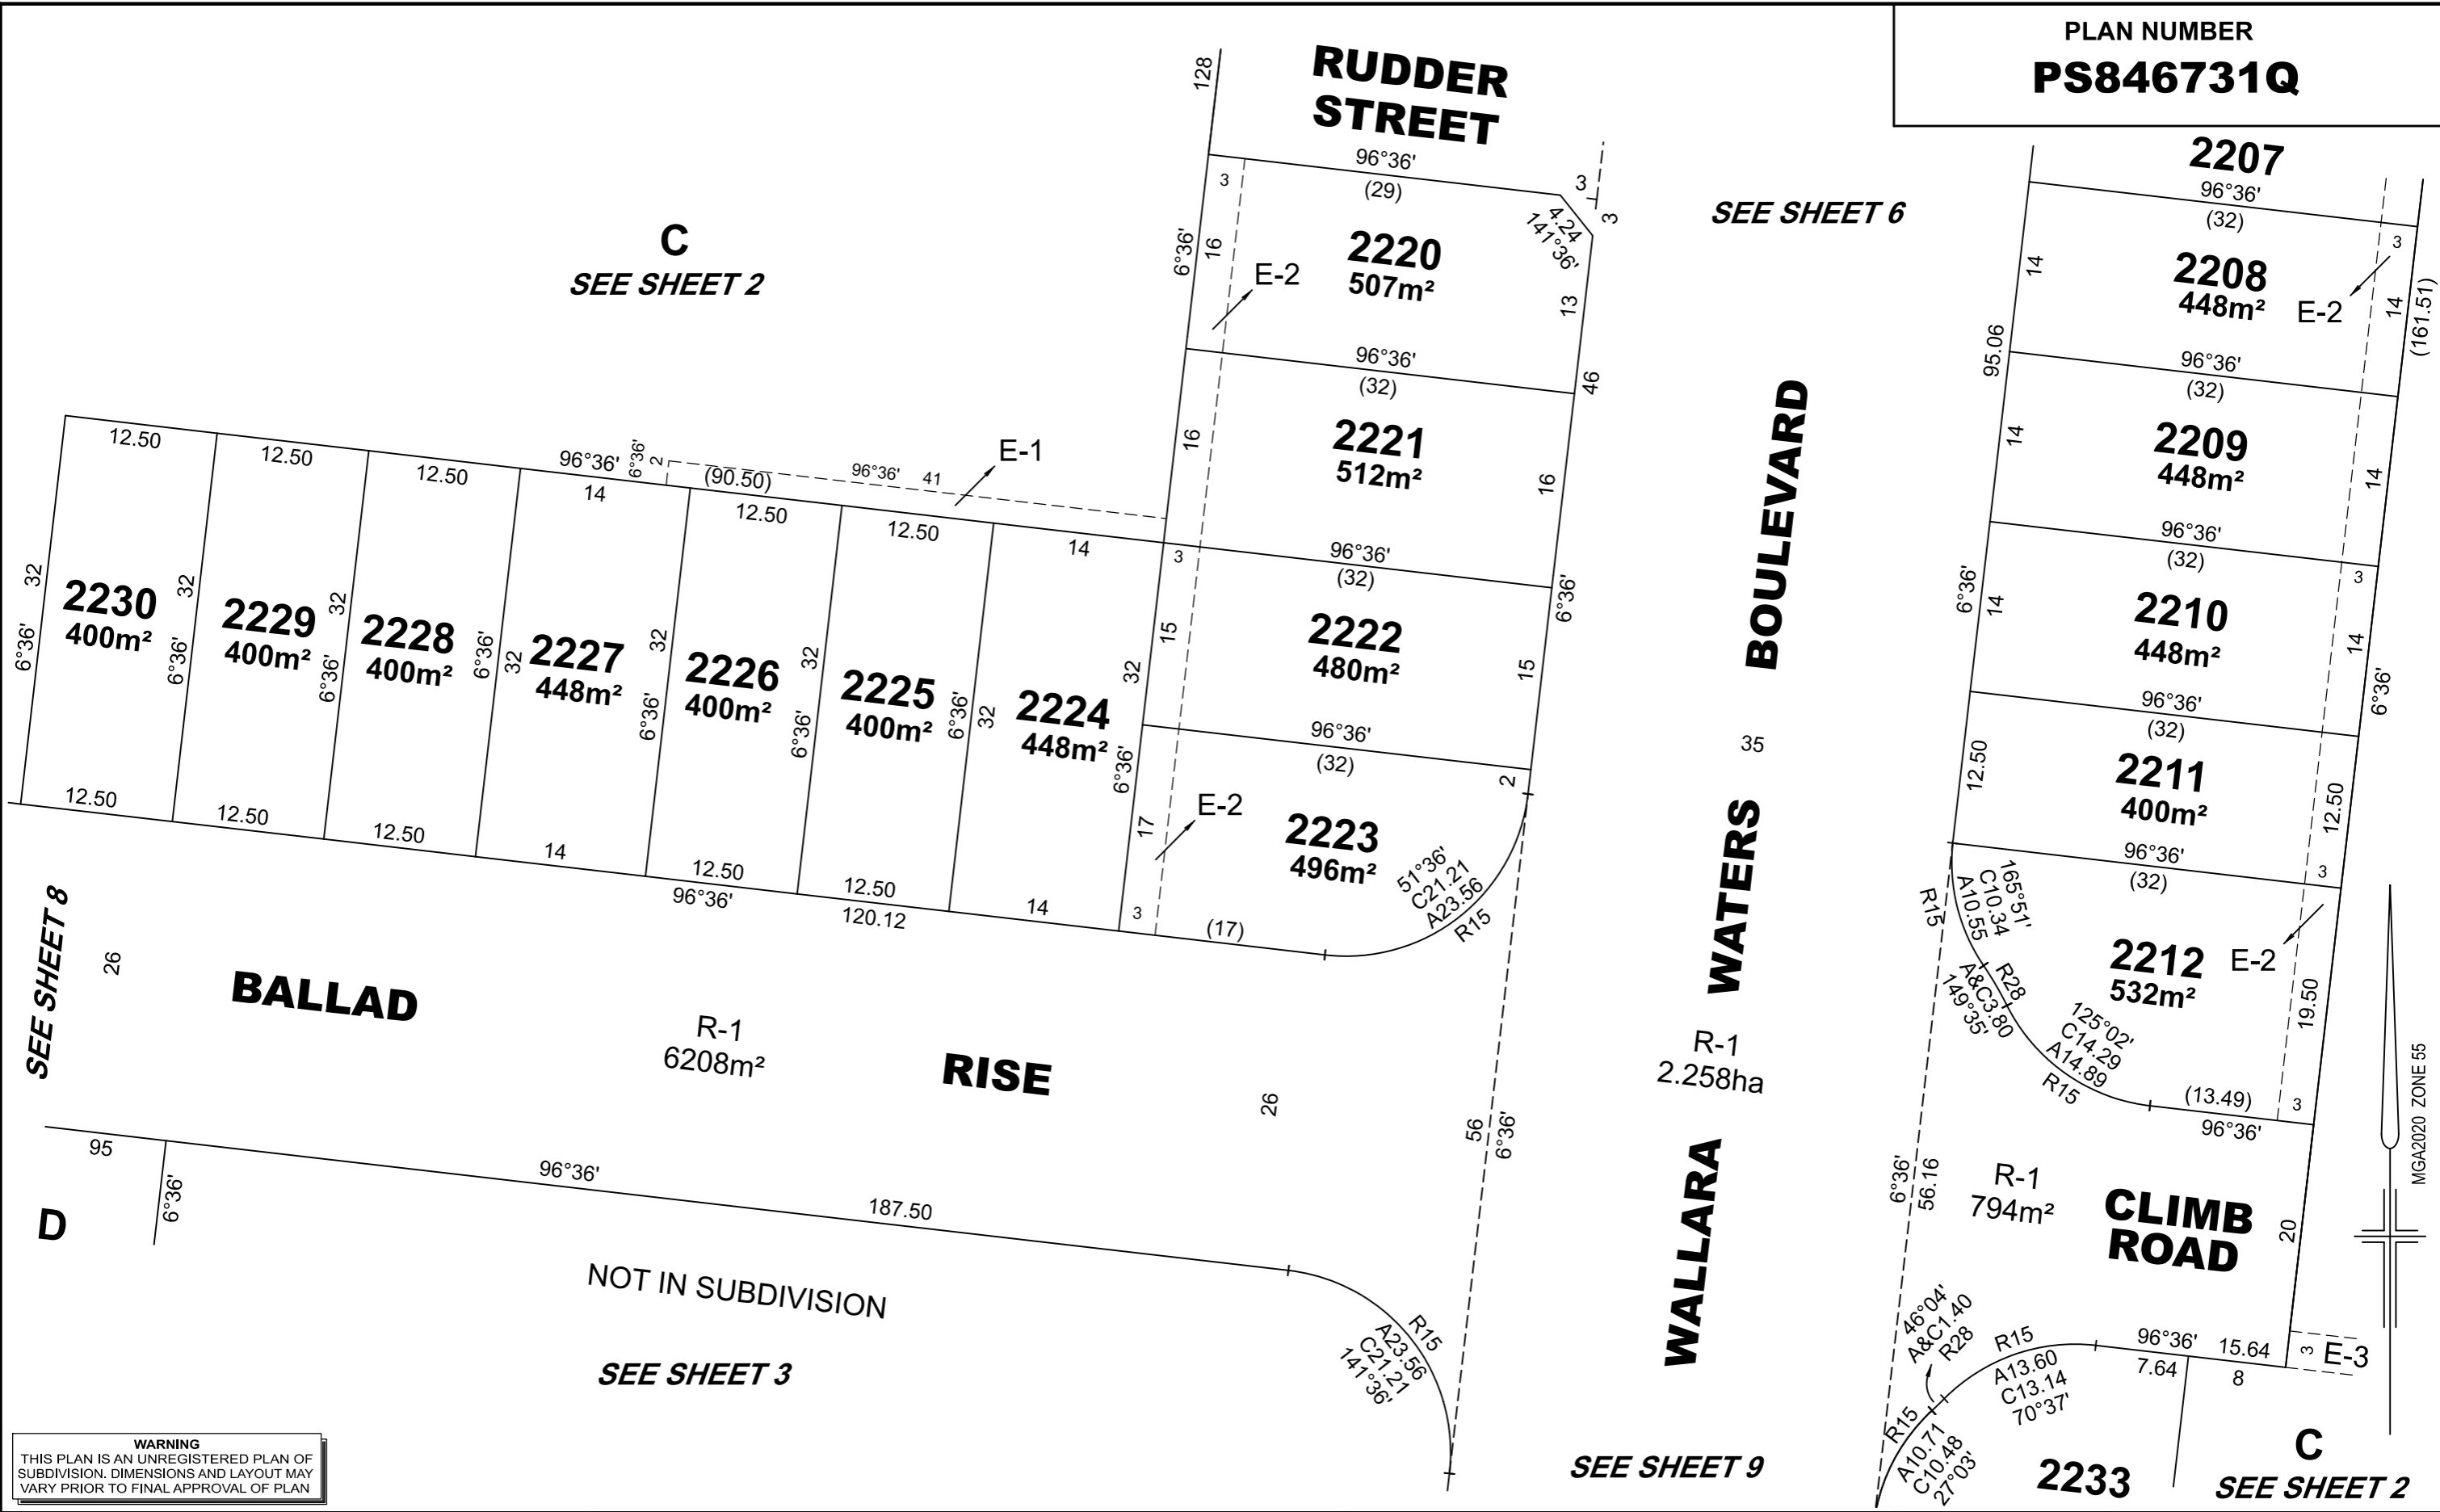 PLAN NUMBER
PS846731Q
RUDDER
STREET
128
96°36'
(29)
3
3
3
4.24
141°36'
6°36'
16
E-2
2220
507m²
13
96°36'
(32)
46
16
2221
512m²
16
96°36'
(32)
3
6°36'
15
2222
480m²
15
96°36'
(32)
2
17
E-2
2223
496m²
51°36'
C21.21
A23.56
R15
3
(17)
C
SEE SHEET 2
SEE SHEET 6
2207
96°36'
(32)
3
14
2208
448m²
E-2
14
(161.51)
95.06
96°36'
(32)
14
2209
448m²
14
96°36'
(32)
3
6°36'
14
2210
448m²
14
6°36'
96°36'
(32)
12.50
2211
400m²
12.50
96°36'
(32)
3
165°51'
C10.34
A10.55
R15
R28
A&C3.80
149°35'
2212
532m²
E-2
19.50
125°02'
C14.29
A14.89
R15
(13.49)
3
96°36'
12.50
12.50
12.50
96°36'
14
6°36'
2
(90.50)
96°36'
41
E-1
12.50
12.50
14
32
6°36'
2230
400m²
32
6°36'
2229
400m²
32
6°36'
2228
400m²
6°36'
32
2227
448m²
32
6°36'
2226
400m²
32
6°36'
2225
400m²
6°36'
32
2224
448m²
32
6°36'
12.50
12.50
12.50
14
12.50
96°36'
12.50
120.12
14
SEE SHEET 8
26
BALLAD
R-1
6208m²
RISE
26
95
6°36'
D
96°36'
187.50
NOT IN SUBDIVISION
SEE SHEET 3
R15
A23.56
C21.21
141°36'
56
6°36'
BOULEVARD
35
WATERS
R-1
2.258ha
WALLARA
SEE SHEET 9
6°36'
56.16
R-1
794m²
CLIMB
ROAD
20
46°04'
A&C1.40
R28
R15
A13.60
C13.14
70°37'
96°36'
15.64
7.64
8
3
E-3
R15
A10.71
C10.48
27°03'
2233
C
SEE SHEET 2
MGA2020 ZONE 55
WARNING
THIS PLAN IS AN UNREGISTERED PLAN OF
SUBDIVISION. DIMENSIONS AND LAYOUT MAY
VARY PRIOR TO FINAL APPROVAL OF PLAN